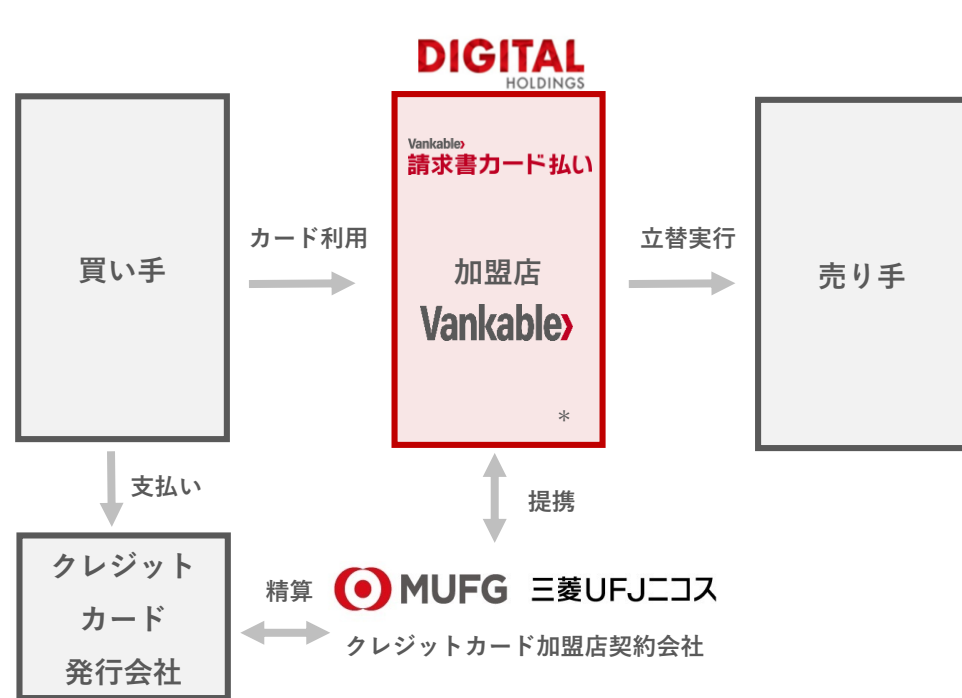 DIGITAL
HOLDINGS
Vankable
請求書カード払い
買い手
カード利用
加盟店
Vankable
*
立替実行
売り手
支払い
提携
クレジット
カード
発行会社
精算
MUFG 三菱UFJニコス
クレジットカード加盟店契約会社